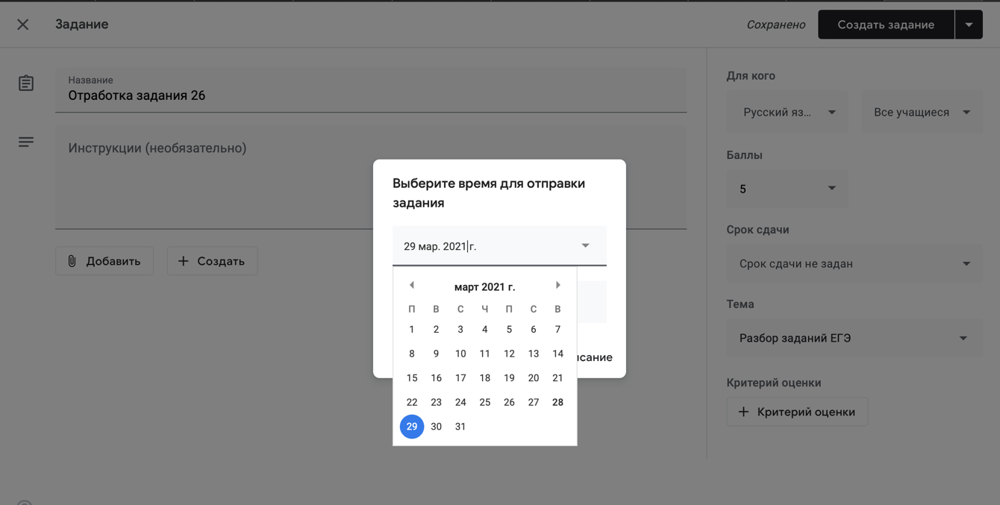 Задание
Сохранено
Создать задание
Название
Отработка задания 26
Инструкции (необязательно)
Добавить
Создать
Для кого
Русский яз...
Все учащиеся
Баллы
5
Срок сдачи
Срок сдачи не задан
Тема
Разбор заданий ЕГЭ
Критерий оценки
Критерий оценки
Выберите время для отправки
задания
29 мар. 2021 г.
март 2021 г.
П В С Ч П С В
1 2 3 4 5 6 7
8 9 10 11 12 13 14
15 16 17 18 19 20 21
22 23 24 25 26 27 28
29 30 31